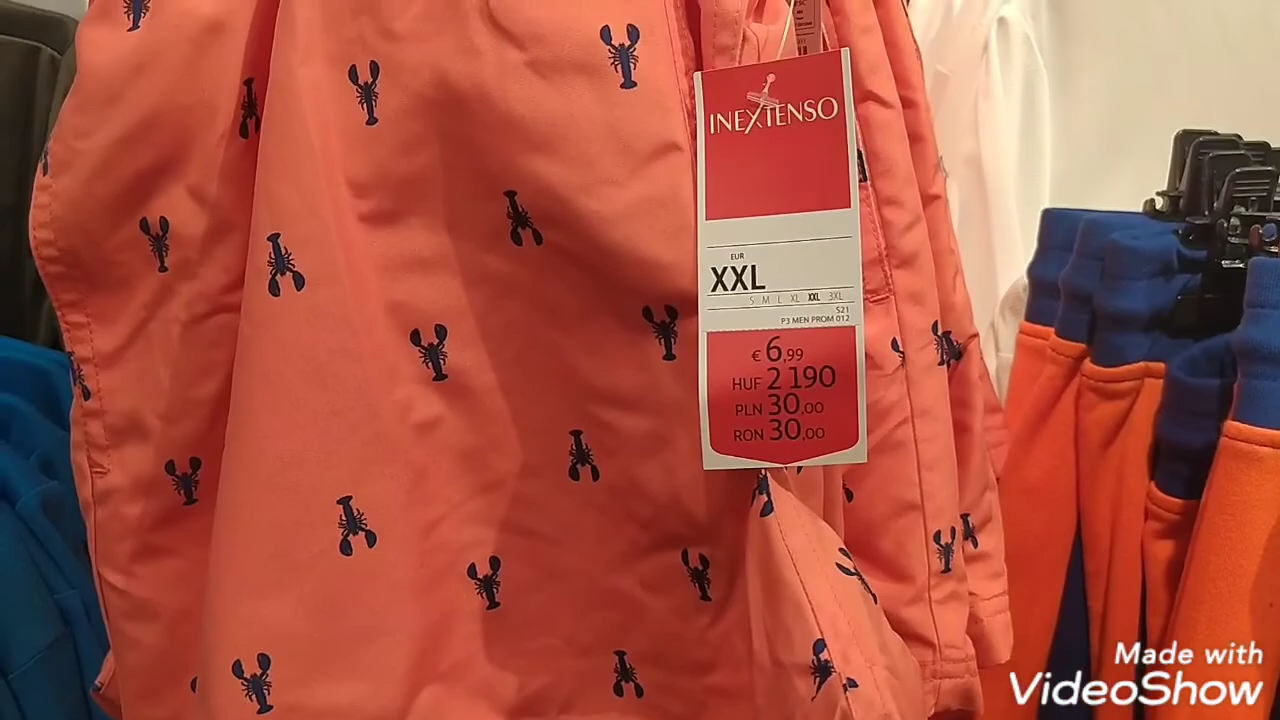 INEXTENSO
EUR
XXL
S M L XL XXL 3XL
S21
P3 MEN PROM 012
€ 6,99
HUF 2 190
PLN 30,00
RON 30,00
Made with
VideoShow